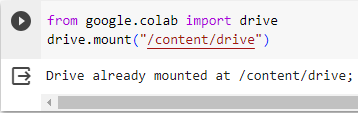 from google.colab import drive
drive.mount("/content/drive")
Drive already mounted at /content/drive;